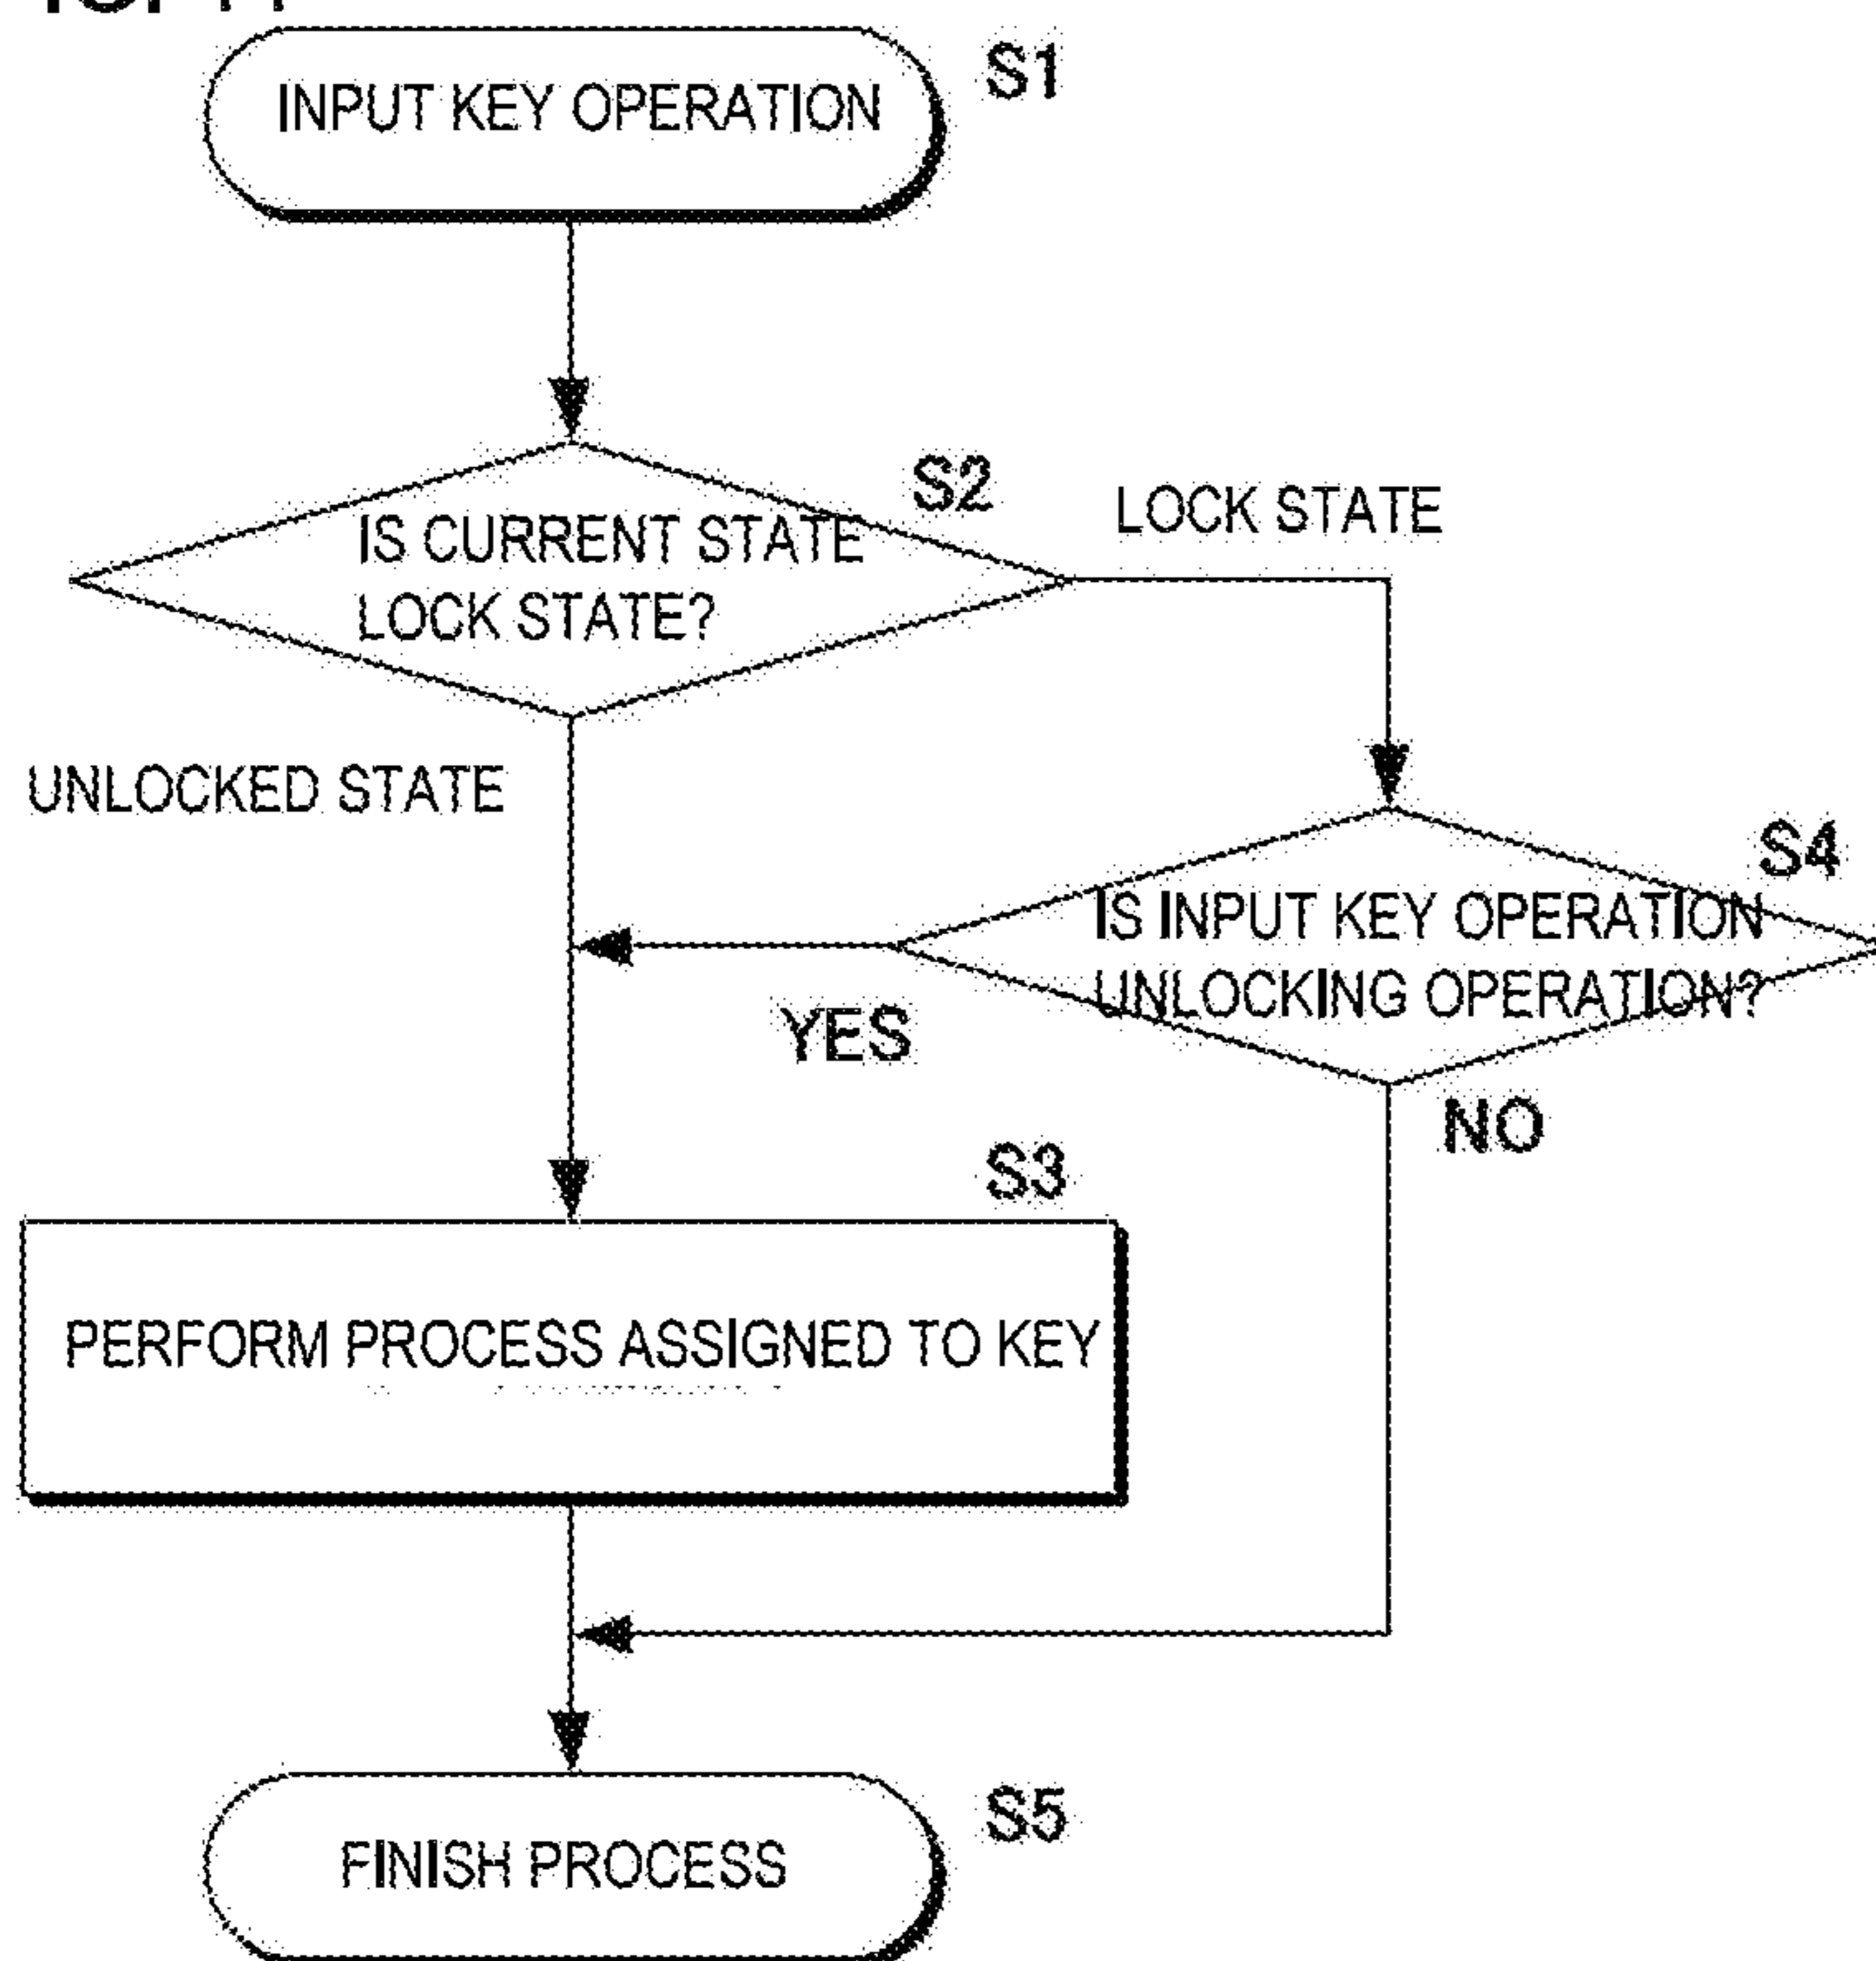 INPUT KEY OPERATION
S1
S2
IS CURRENT STATE
LOCK STATE?
LOCK STATE
UNLOCKED STATE
S4
IS INPUT KEY OPERATION
UNLOCKING OPERATION?
YES
NO
S3
PERFORM PROCESS ASSIGNED TO KEY
FINISH PROCESS
S5